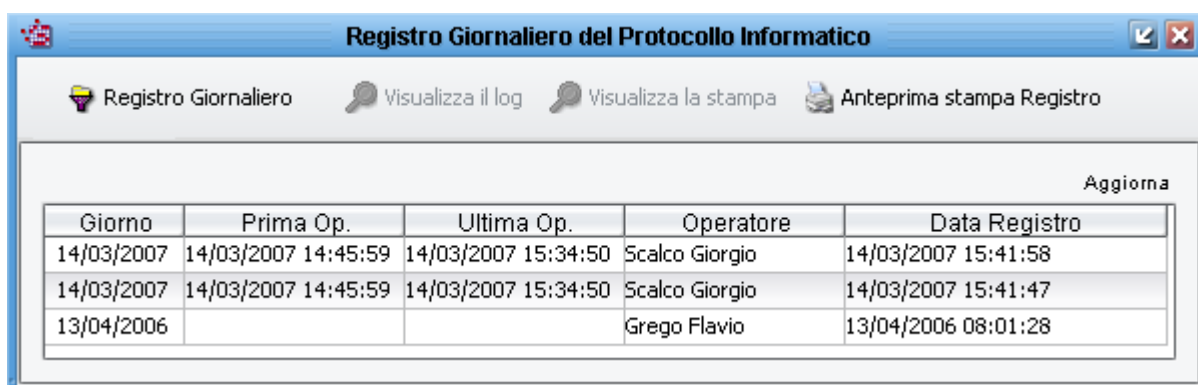 Registro Giornaliero del Protocollo Informatico
Registro Giornaliero Visualizza il log Visualizza la stampa Anteprima stampa Registro
Aggiorna
Giorno Prima Op. Ultima Op. Operatore Data Registro
14/03/2007 14/03/2007 14:45:59 14/03/2007 15:34:50 Scalco Giorgio 14/03/2007 15:41:58
14/03/2007 14/03/2007 14:45:59 14/03/2007 15:34:50 Scalco Giorgio 14/03/2007 15:41:47
13/04/2006 Grego Flavio 13/04/2006 08:01:28